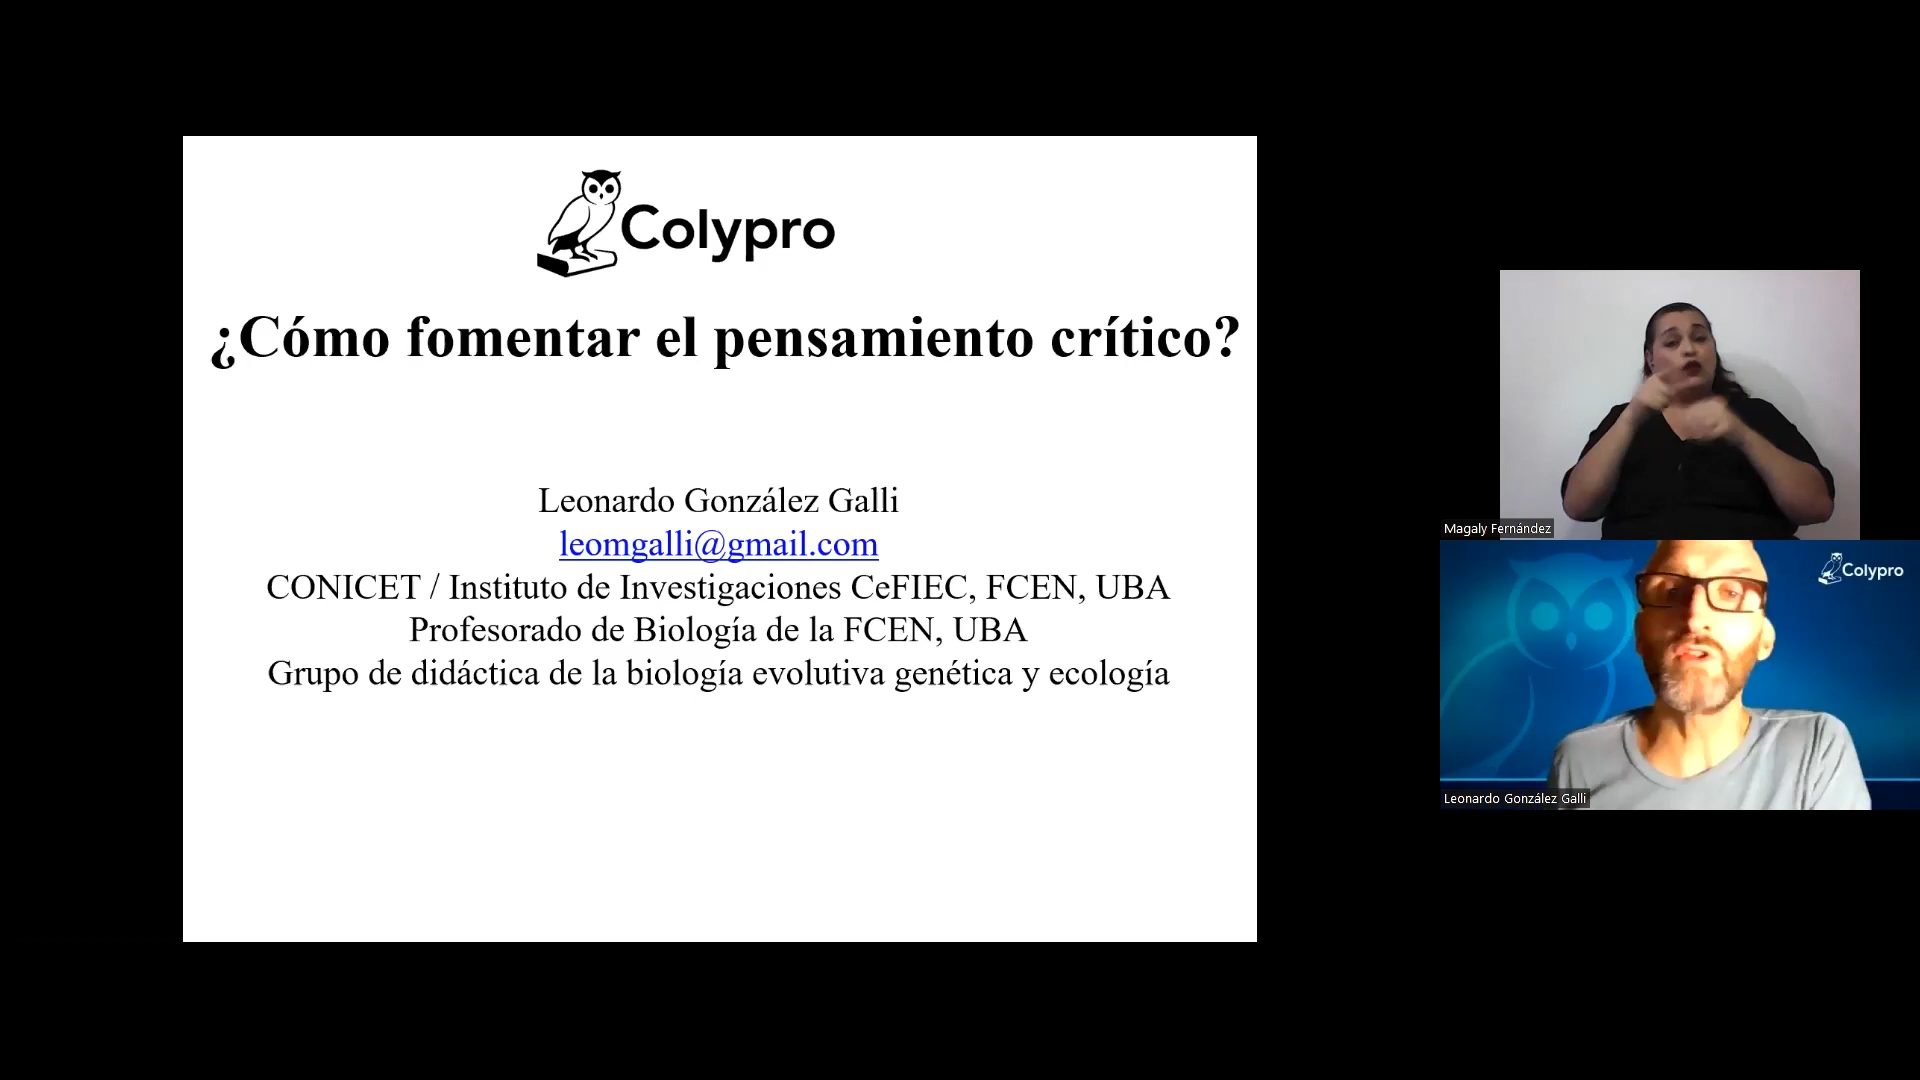 Colypro
¿Cómo fomentar el pensamiento crítico?
Leonardo González Galli
leomgalli@gmail.com
CONICET / Instituto de Investigaciones CeFIEC, FCEN, UBA
Profesorado de Biología de la FCEN, UBA
Grupo de didáctica de la biología evolutiva genética y ecología
Magaly Fernández
Colypro
Leonardo González Galli